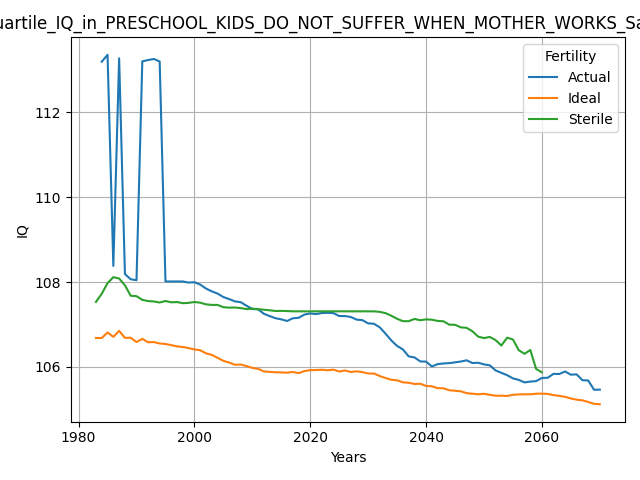 uartile_IQ_in_PRESCHOOL_KIDS_DO_NOT_SUFFER_WHEN_MOTHER_WORKS_Sa
Fertility
Actual
Ideal
Sterile
IQ
112
110
108
106
1980 2000 2020 2040 2060
Years